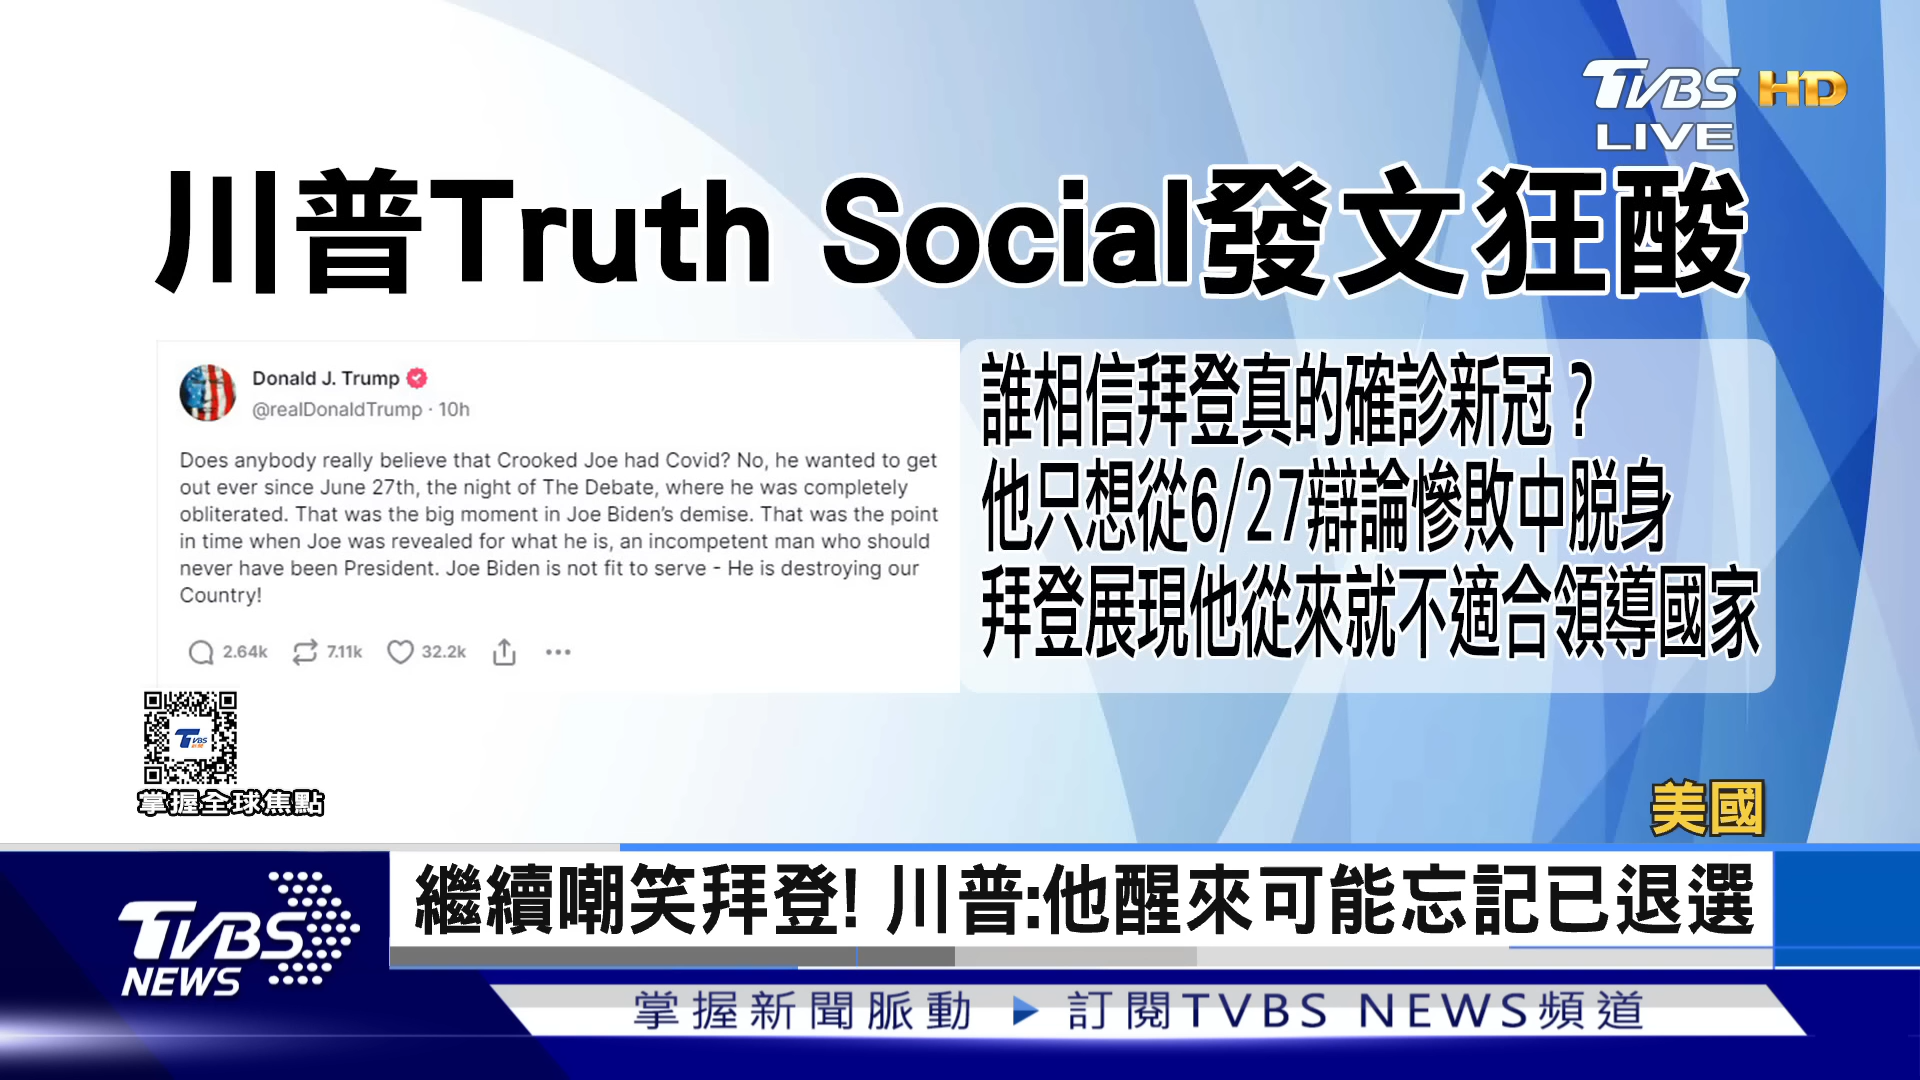 TVBS HD
LIVE
川普Truth Social發文狂酸
Donald J. Trump
@realDonaldTrump · 10h
Does anybody really believe that Crooked Joe had Covid? No, he wanted to get
out ever since June 27th, the night of The Debate, where he was completely
obliterated. That was the big moment in Joe Biden's demise. That was the point
in time when Joe was revealed for what he is, an incompetent man who should
never have been President. Joe Biden is not fit to serve - He is destroying our
Country!
2.64k 7.11k 32.2k
誰相信拜登真的確診新冠？
他只想從6/27辯論慘敗中脫身
拜登展現他從來就不適合領導國家
TVBS
新聞
掌握全球焦點
美國
繼續嘲笑拜登! 川普:他醒來可能忘記已退選
TVBS
NEWS
掌握新聞脈動 ▶ 訂閱TVBS NEWS頻道